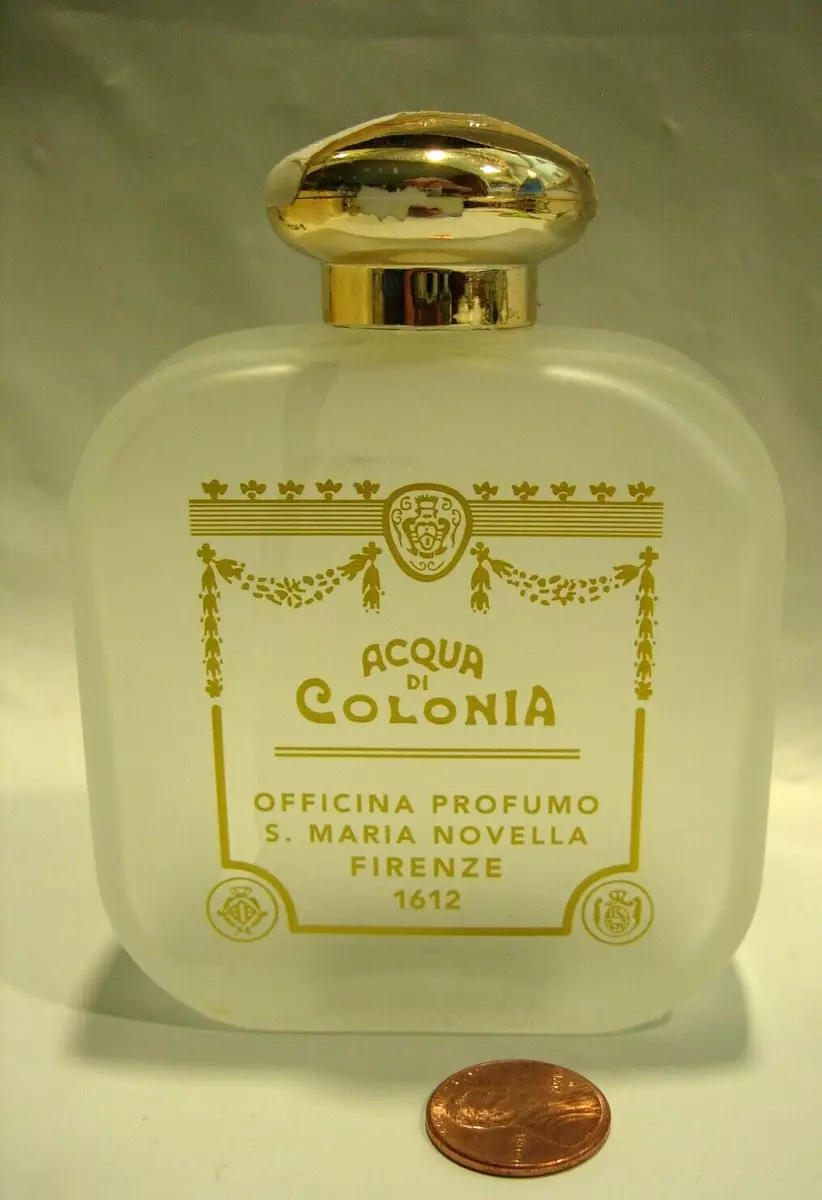 ACQUA
DI
COLONIA
OFFICINA PROFUMO
S. MARIA NOVELLA
FIRENZE
1612